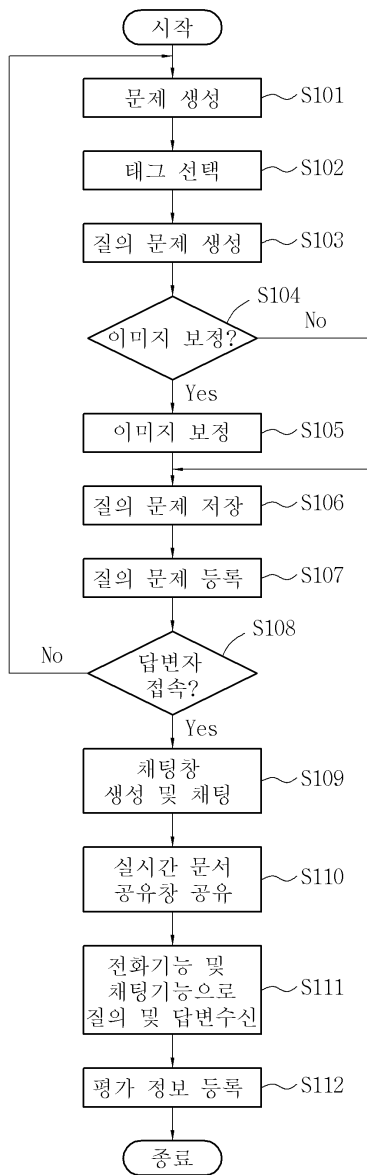 시작
문제 생성
S101
태그 선택
S102
질의 문제 생성
S103
S104
이미지 보정?
No
Yes
이미지 보정
S105
질의 문제 저장
S106
질의 문제 등록
S107
S108
No
답변자
접속?
Yes
채팅창
생성 및 채팅
S109
실시간 문서
공유창 공유
S110
전화기능 및
채팅기능으로
질의 및 답변수신
S111
평가 정보 등록
S112
종료